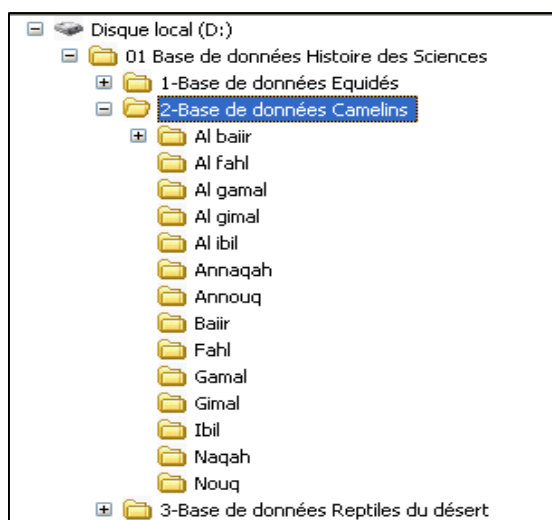 Disque local (D:)
01 Base de données Histoire des Sciences
1-Base de données Equidés
2-Base de données Camelins
Al baiir
Al fahl
Al gamal
Al gimal
Al ibil
Annaqah
Annouq
Baiir
Fahl
Gamal
Gimal
Ibil
Naqah
Nouq
3-Base de données Reptiles du désert